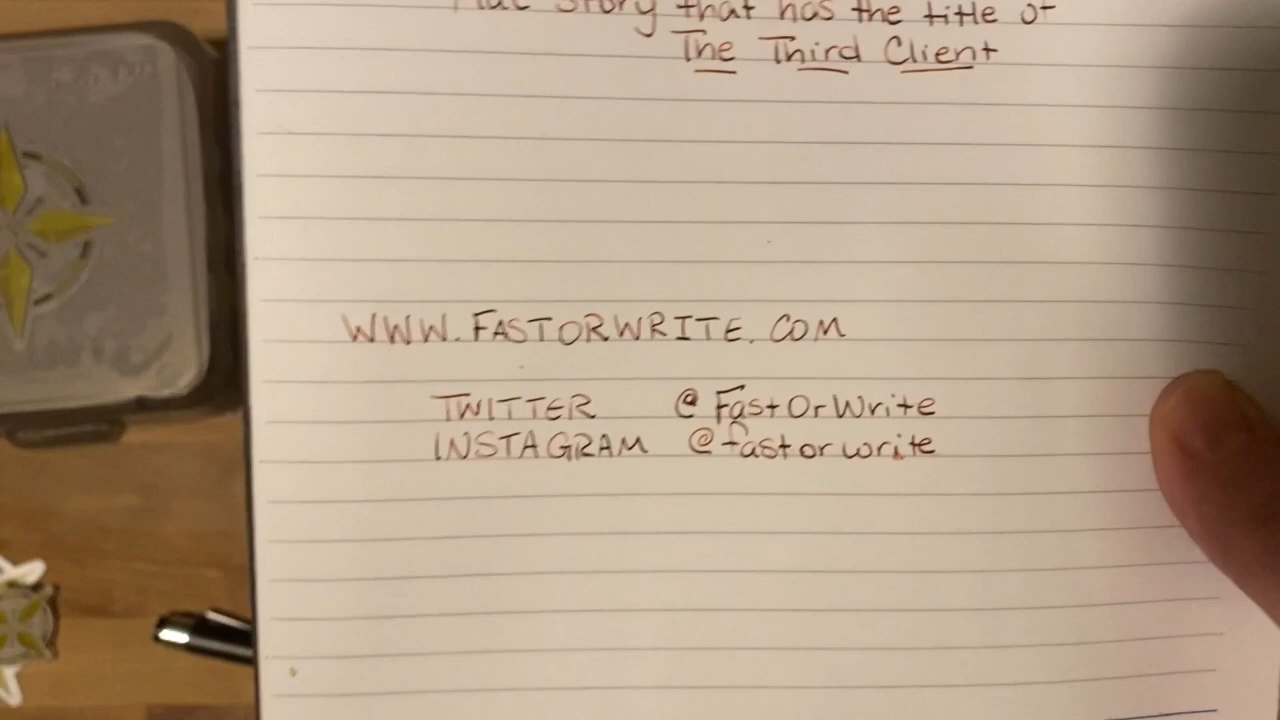 story that has the title of
The Third Client
WWW.FASTORWRITE.COM
TWITTER @FastOrWrite
INSTAGRAM @fastorwrite